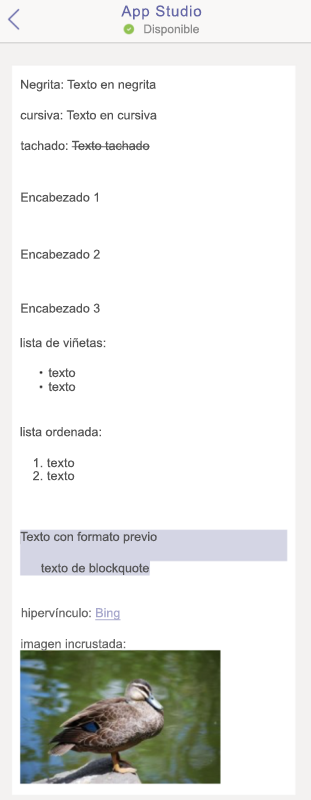 App Studio
Disponible
Negrita: Texto en negrita
cursiva: Texto en cursiva
tachado: Texto tachado
Encabezado 1
Encabezado 2
Encabezado 3
lista de viñetas:
• texto
• texto
lista ordenada:
1. texto
2. texto
Texto con formato previo
texto de blockquote
hipervínculo: Bing
imagen incrustada: